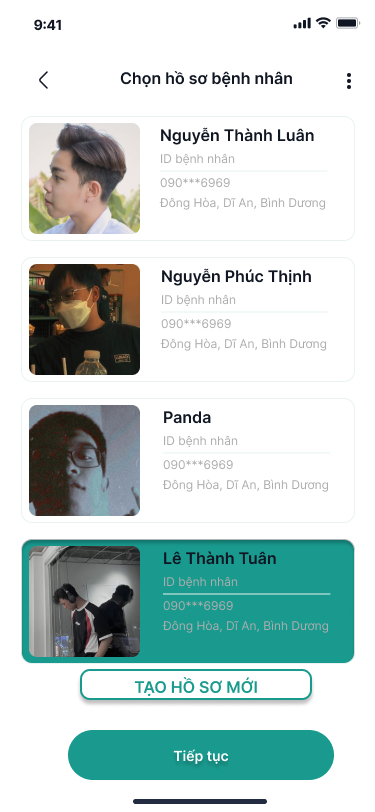 9:41
Chọn hồ sơ bệnh nhân
Nguyễn Thành Luân
ID bệnh nhân
090***6969
Đông Hòa, Dĩ An, Bình Dương
Nguyễn Phúc Thịnh
ID bệnh nhân
090***6969
Đông Hòa, Dĩ An, Bình Dương
Panda
ID bệnh nhân
090***6969
Đông Hòa, Dĩ An, Bình Dương
Lê Thành Tuân
ID bệnh nhân
090***6969
Đông Hòa, Dĩ An, Bình Dương
TẠO HỒ SƠ MỚI
Tiếp tục